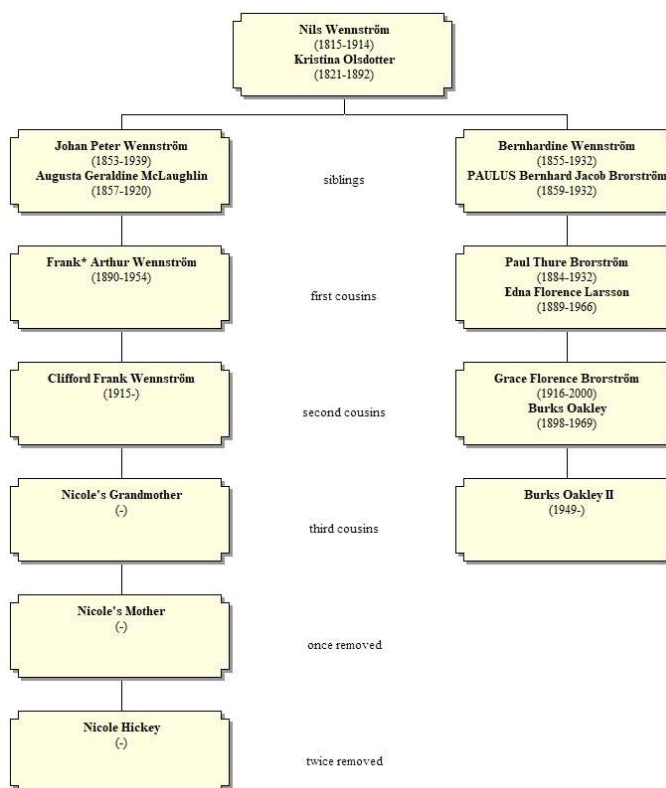 Nils Wennström
(1815-1914)
Kristina Olsdotter
(1821-1892)
Johan Peter Wennström
(1853-1939)
Augusta Geraldine McLaughlin
(1857-1920)
siblings
Bernhardine Wennström
(1855-1932)
PAULUS Bernhard Jacob Brorström
(1859-1932)
Frank* Arthur Wennström
(1890-1954)
first cousins
Paul Thure Brorström
(1884-1932)
Edna Florence Larsson
(1889-1966)
Clifford Frank Wennström
(1915-)
second cousins
Grace Florence Brorström
(1916-2000)
Burks Oakley
(1898-1969)
Nicole's Grandmother
(-)
third cousins
Burks Oakley II
(1949-)
Nicole's Mother
(-)
once removed
Nicole Hickey
(-)
twice removed